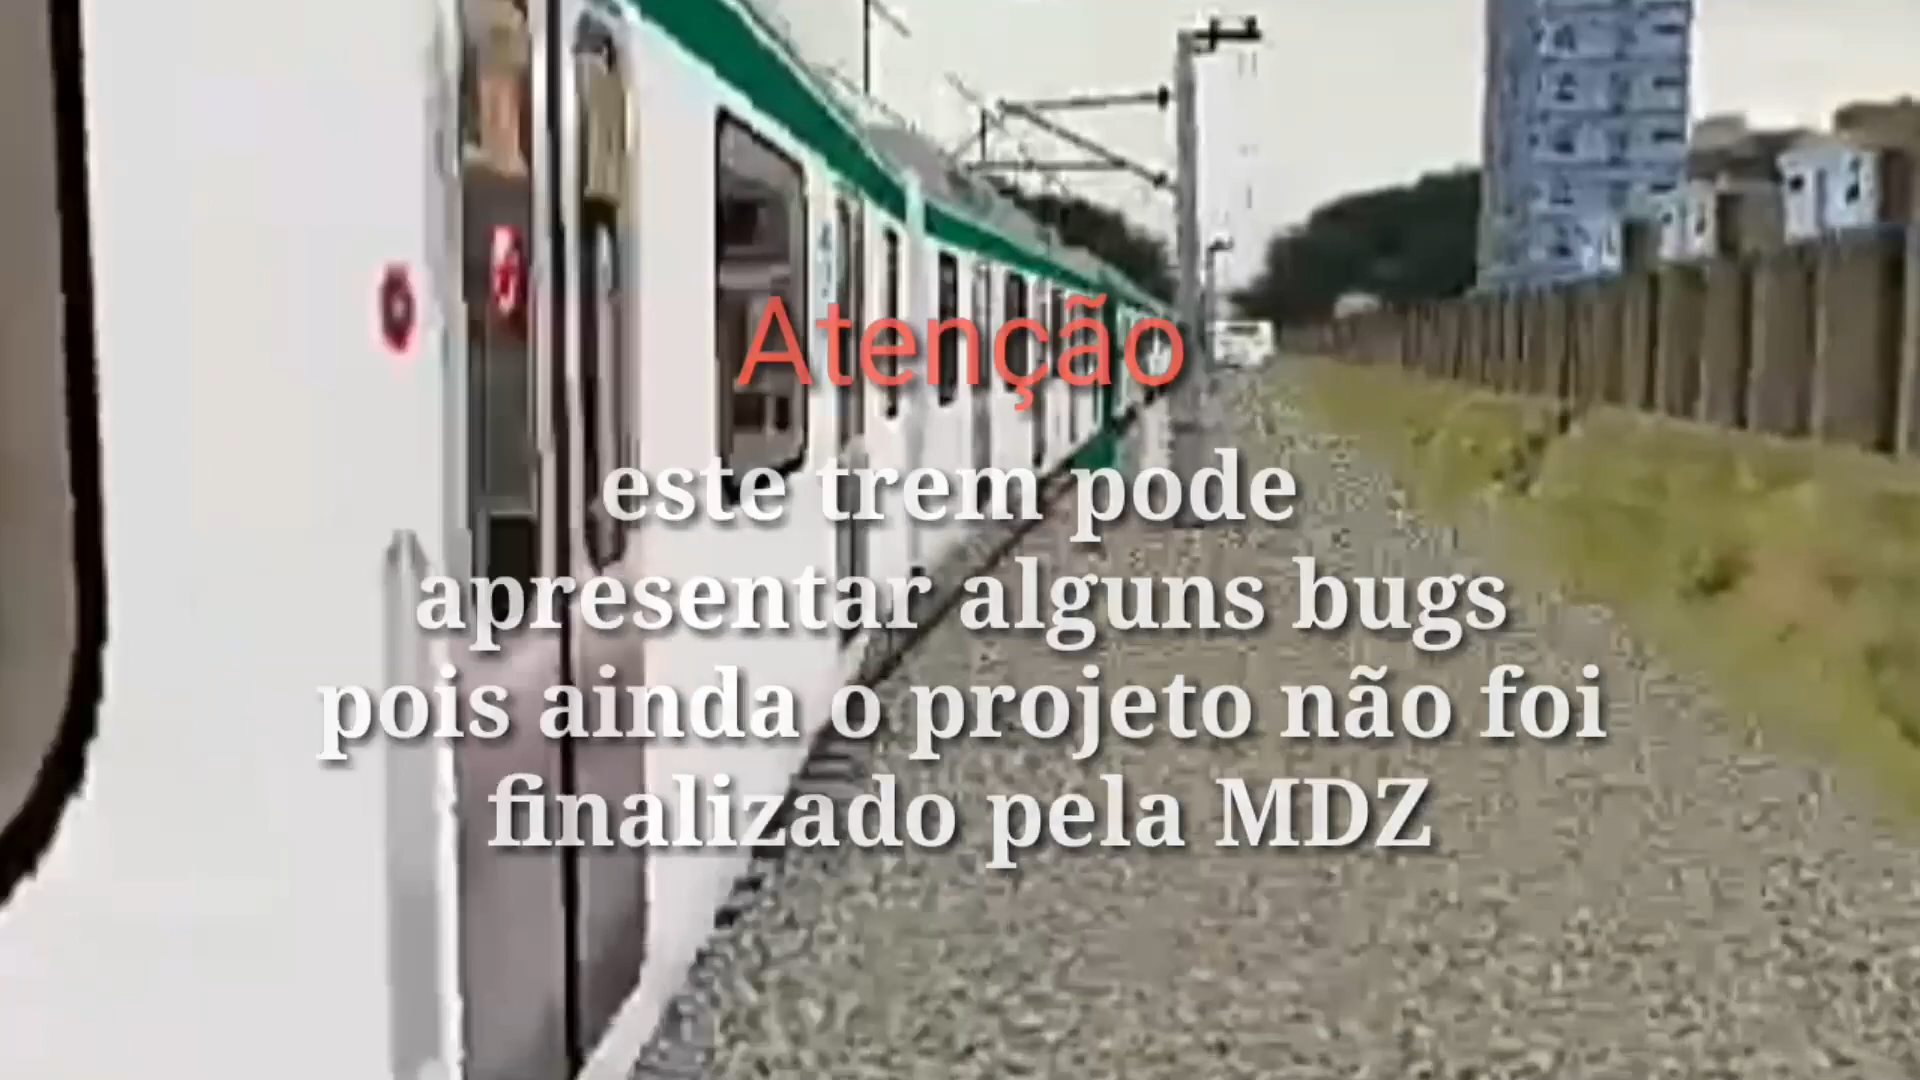 Atenção
este trem pode
apresentar alguns bugs
pois ainda o projeto não foi
finalizado pela MDZ